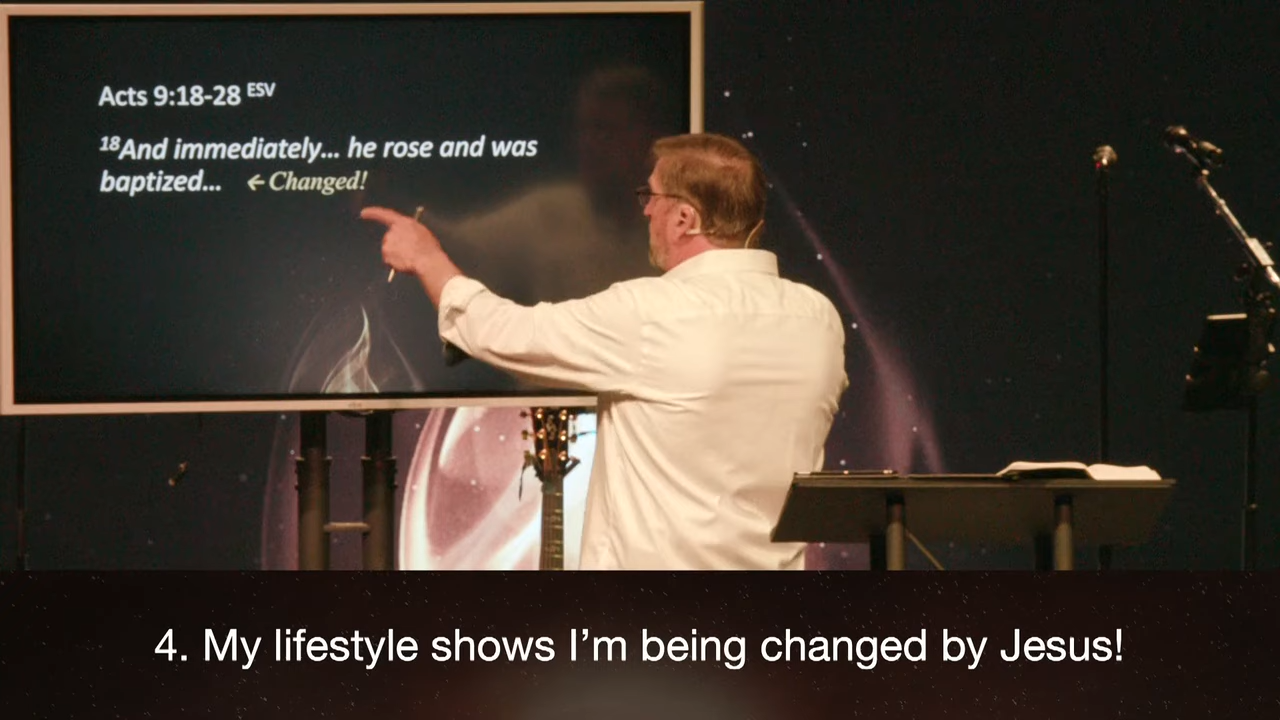 Acts 9:18-28 ESV
18And immediately... he rose and was
baptized... ←Changed!
4. My lifestyle shows I'm being changed by Jesus!